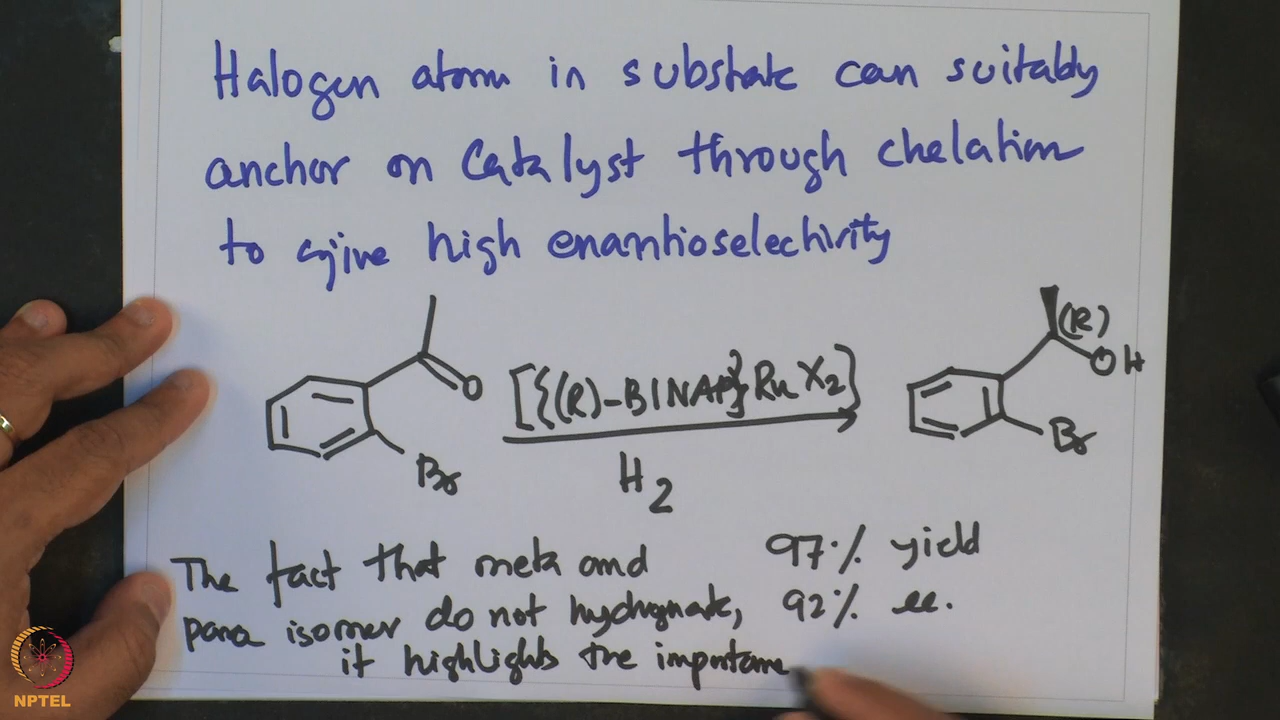 Halogen atom in substrate can suitably
anchor on Catalyst through chelation
to give high enantioselectivity
O
Br
[{(R)-BINAP}RuX2]
H2
(R)
OH
Br
97% yield
92% ee.
The fact that meta and
para isomer do not hydrogenate,
it highlights the importance
NPTEL